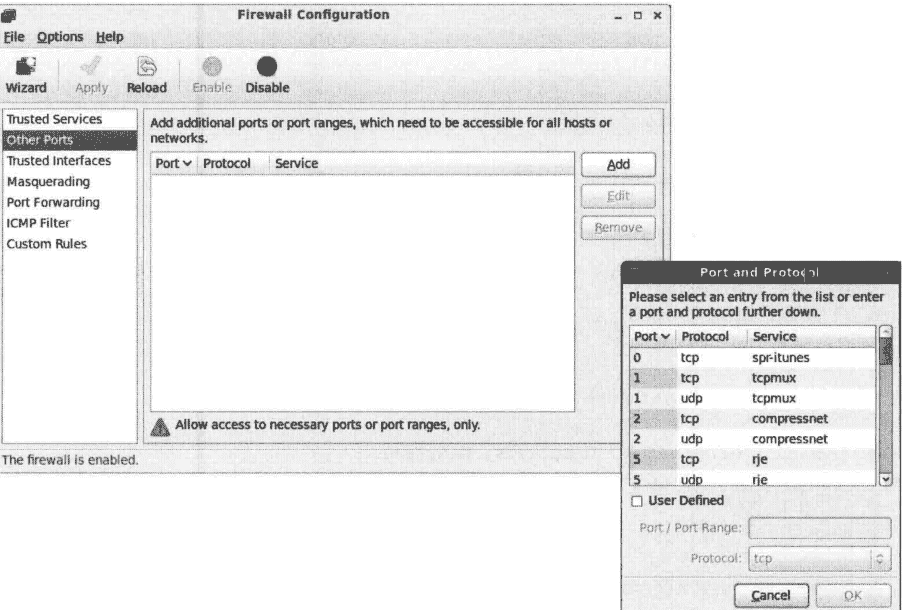 Firewall Configuration
File Options Help
Wizard Apply Reload Enable Disable
Trusted Services
Other Ports
Trusted Interfaces
Masquerading
Port Forwarding
ICMP Filter
Custom Rules
Add additional ports or port ranges, which need to be accessible for all hosts or
networks.
Port Protocol Service
Add
Edit
Remove
Allow access to necessary ports or port ranges, only.
The firewall is enabled.
Port and Protocol
Please select an entry from the list or enter
a port and protocol further down.
Port Protocol Service
0 tcp spr-itunes
1 tcp tcpmux
1 udp tcpmux
2 tcp compressnet
2 udp compressnet
5 tcp rje
5 udp rje
User Defined
Port / Port Range:
Protocol: tcp
Cancel OK